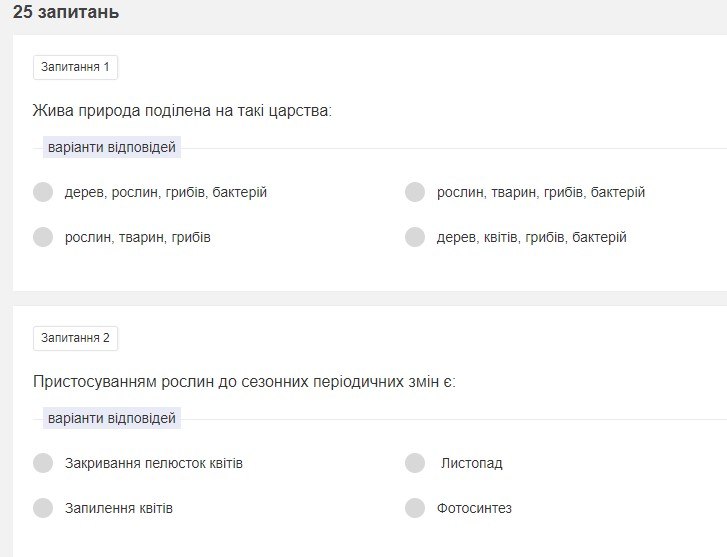 25 запитань
Запитання 1
Жива природа поділена на такі царства:
варіанти відповідей
дерев, рослин, грибів, бактерій
рослин, тварин, грибів, бактерій
рослин, тварин, грибів
дерев, квітів, грибів, бактерій
Запитання 2
Пристосуванням рослин до сезонних періодичних змін є:
варіанти відповідей
Закривання пелюсток квітів
Листопад
Запилення квітів
Фотосинтез